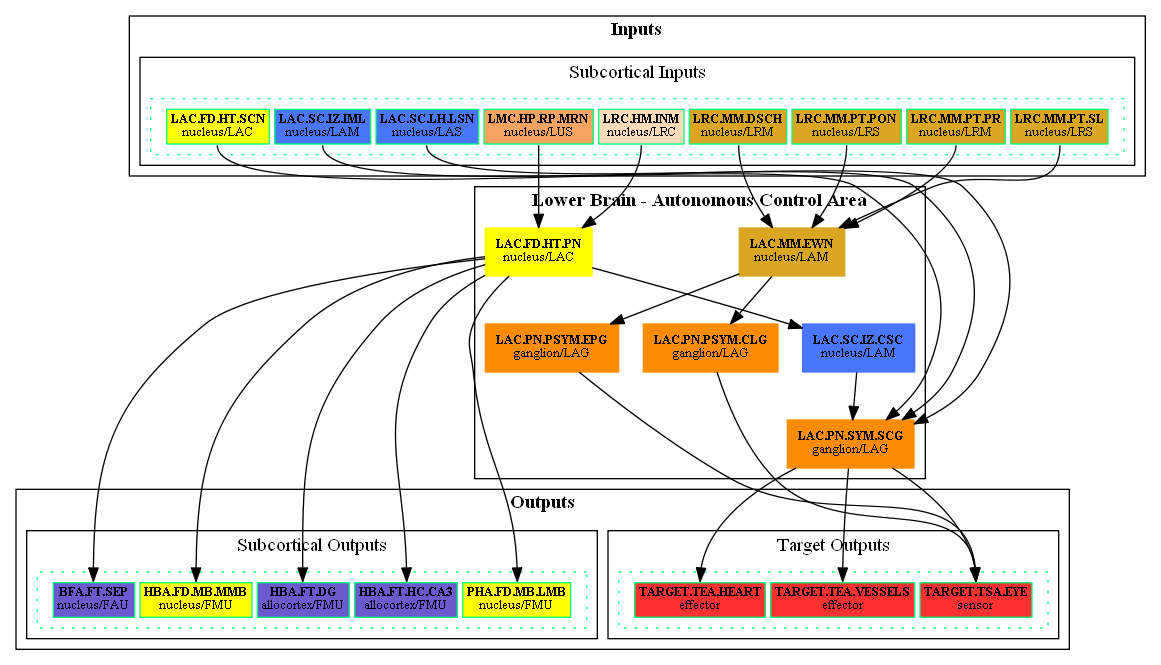 Inputs
Subcortical Inputs
LAC.FD.HT.SCN
nucleus/LAC
LAC.SC.IZ.IML
nucleus/LAM
LAC.SC.LH.LSN
nucleus/LAS
LMC.HP.RP.MRN
nucleus/LUS
LRC.HM.INM
nucleus/LRC
LRC.MM.DSCH
nucleus/LRM
LRC.MM.PT.PON
nucleus/LRS
LRC.MM.PT.PR
nucleus/LRM
LRC.MM.PT.SL
nucleus/LRS
Lower Brain - Autonomous Control Area
LAC.FD.HT.PN
nucleus/LAC
LAC.MM.EWN
nucleus/LAM
LAC.PN.PSYM.EPG
ganglion/LAG
LAC.PN.PSYM.CLG
ganglion/LAG
LAC.SC.IZ.CSC
nucleus/LAM
LAC.PN.SYM.SCG
ganglion/LAG
Outputs
Subcortical Outputs
BFA.FT.SEP
nucleus/FAU
HBA.FD.MB.MMB
nucleus/FMU
HBA.FT.DG
allocortex/FMU
HBA.FT.HC.CA3
allocortex/FMU
PHA.FD.MB.LMB
nucleus/FMU
Target Outputs
TARGET.TEA.HEART
effector
TARGET.TEA.VESSELS
effector
TARGET.TSA.EYE
sensor